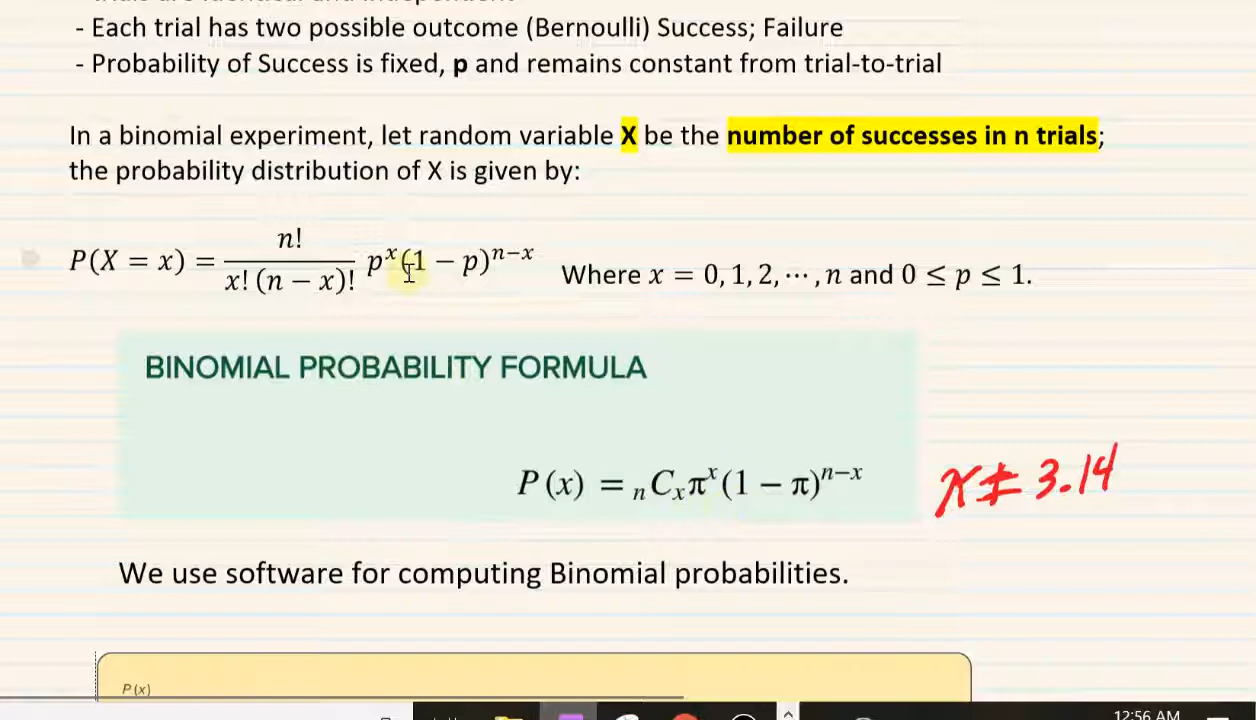 - Each trial has two possible outcome (Bernoulli) Success; Failure
- Probability of Success is fixed, p and remains constant from trial-to-trial
In a binomial experiment, let random variable X be the number of successes in n trials;
the probability distribution of X is given by:
P(X = x) = n! / x! (n − x)! pˣ(1 − p)ⁿ⁻ˣ Where x = 0, 1, 2, ⋯ , n and 0 ≤ p ≤ 1.
BINOMIAL PROBABILITY FORMULA
P (x) = ₙCₓπˣ(1 − π)ⁿ⁻ˣ
π ≠ 3.14
We use software for computing Binomial probabilities.
P (x)
12:56 AM